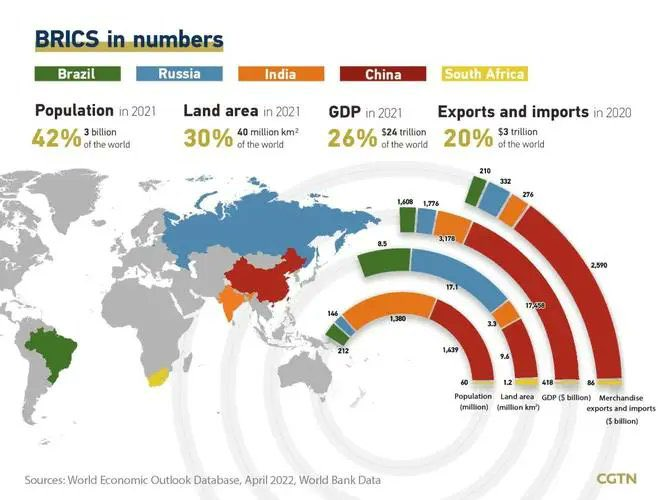 BRICS in numbers
Brazil Russia India China South Africa
Population in 2021 Land area in 2021 GDP in 2021 Exports and imports in 2020
42% 3 billion of the world 30% 40 million km² of the world 26% $24 trillion of the world 20% $3 trillion of the world
210 332 276 2,590
1,608 1,776 3,178 17,458
8.5 17.1 3.3 9.6
146 212 1,380 1,439
60 1.2 418 86
Population (million)
Land area (million km²)
GDP ($ billion)
Merchandise exports and imports ($ billion)
Sources: World Economic Outlook Database, April 2022, World Bank Data
CGTN